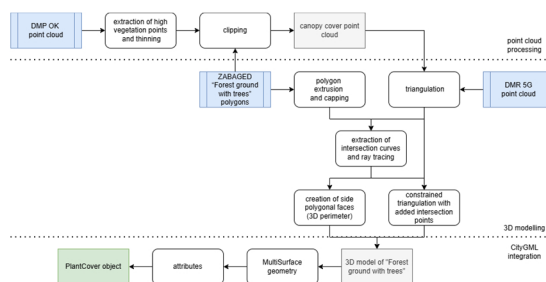 DMP OK
point cloud
extraction of high
vegetation points
and thinning
clipping
canopy cover point
cloud
point cloud
processing
ZABAGED
"Forest ground
with trees"
polygons
polygon
extrusion
and capping
triangulation
DMR 5G
point cloud
extraction of
intersection curves
and ray tracing
creation of side
polygonal faces
(3D perimeter)
constrained
triangulation with
added intersection
points
3D modelling
CityGML
integration
PlantCover object
attributes
MultiSurface
geometry
3D model of "Forest
ground with trees"